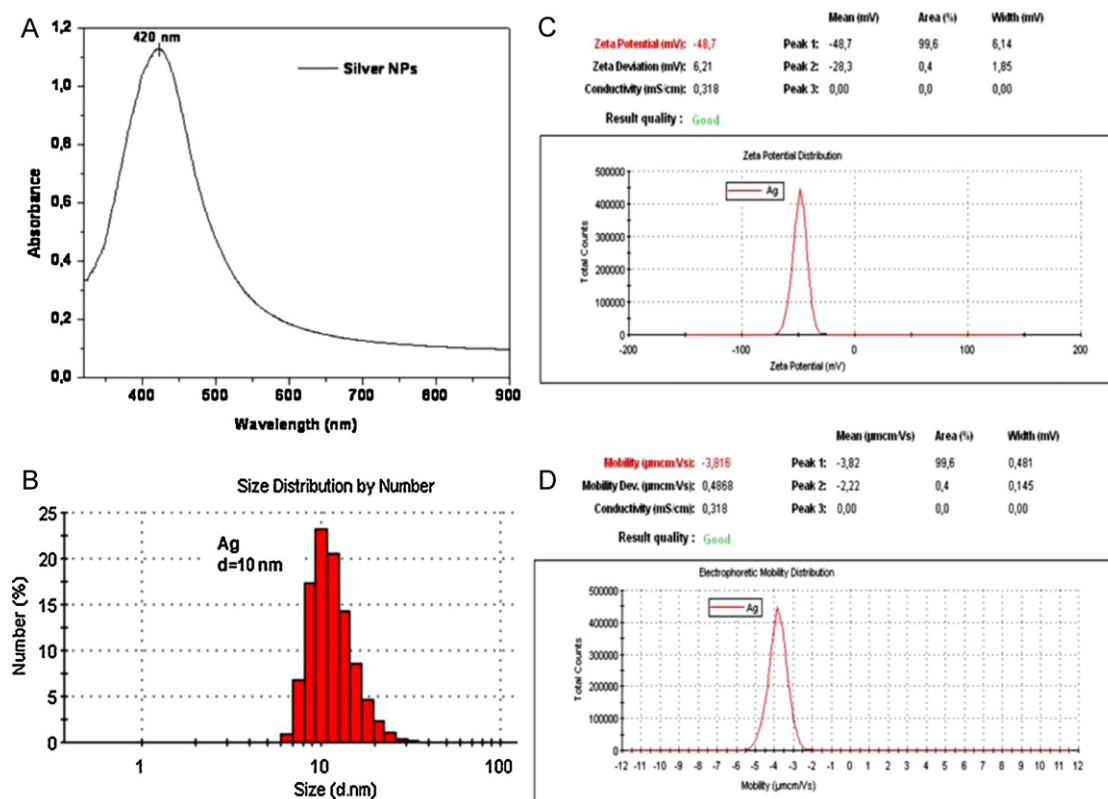 A
420 nm
Silver NPs
1,2
1,0
0,8
0,6
0,4
0,2
0,0
Absorbance
400 500 600 700 800 900
Wavelength (nm)
B
Size Distribution by Number
Ag
d=10 nm
25
20
15
10
5
0
Number (%)
1 10 100
Size (d.nm)
C
Mean (mV) Area (%) Width (mV)
Zeta Potential (mV): -48,7 Peak 1: -48,7 99,6 6,14
Zeta Deviation (mV): 6,21 Peak 2: -28,3 0,4 1,85
Conductivity (mS/cm): 0,318 Peak 3: 0,00 0,0 0,00
Result quality : Good
Zeta Potential Distribution
Ag
500000
400000
300000
200000
100000
0
Total Counts
-200 -100 0 100 200
Zeta Potential (mV)
D
Mean (µmcm/Vs) Area (%) Width (mV)
Mobility (µmcm/Vs): -3,816 Peak 1: -3,82 99,6 0,481
Mobility Dev. (µmcm/Vs): 0,4868 Peak 2: -2,22 0,4 0,145
Conductivity (mS/cm): 0,318 Peak 3: 0,00 0,0 0,00
Result quality : Good
Electrophoretic Mobility Distribution
Ag
500000
400000
300000
200000
100000
0
Total Counts
-12 -11 -10 -9 -8 -7 -6 -5 -4 -3 -2 -1 0 1 2 3 4 5 6 7 8 9 10 11 12
Mobility (µmcm/Vs)